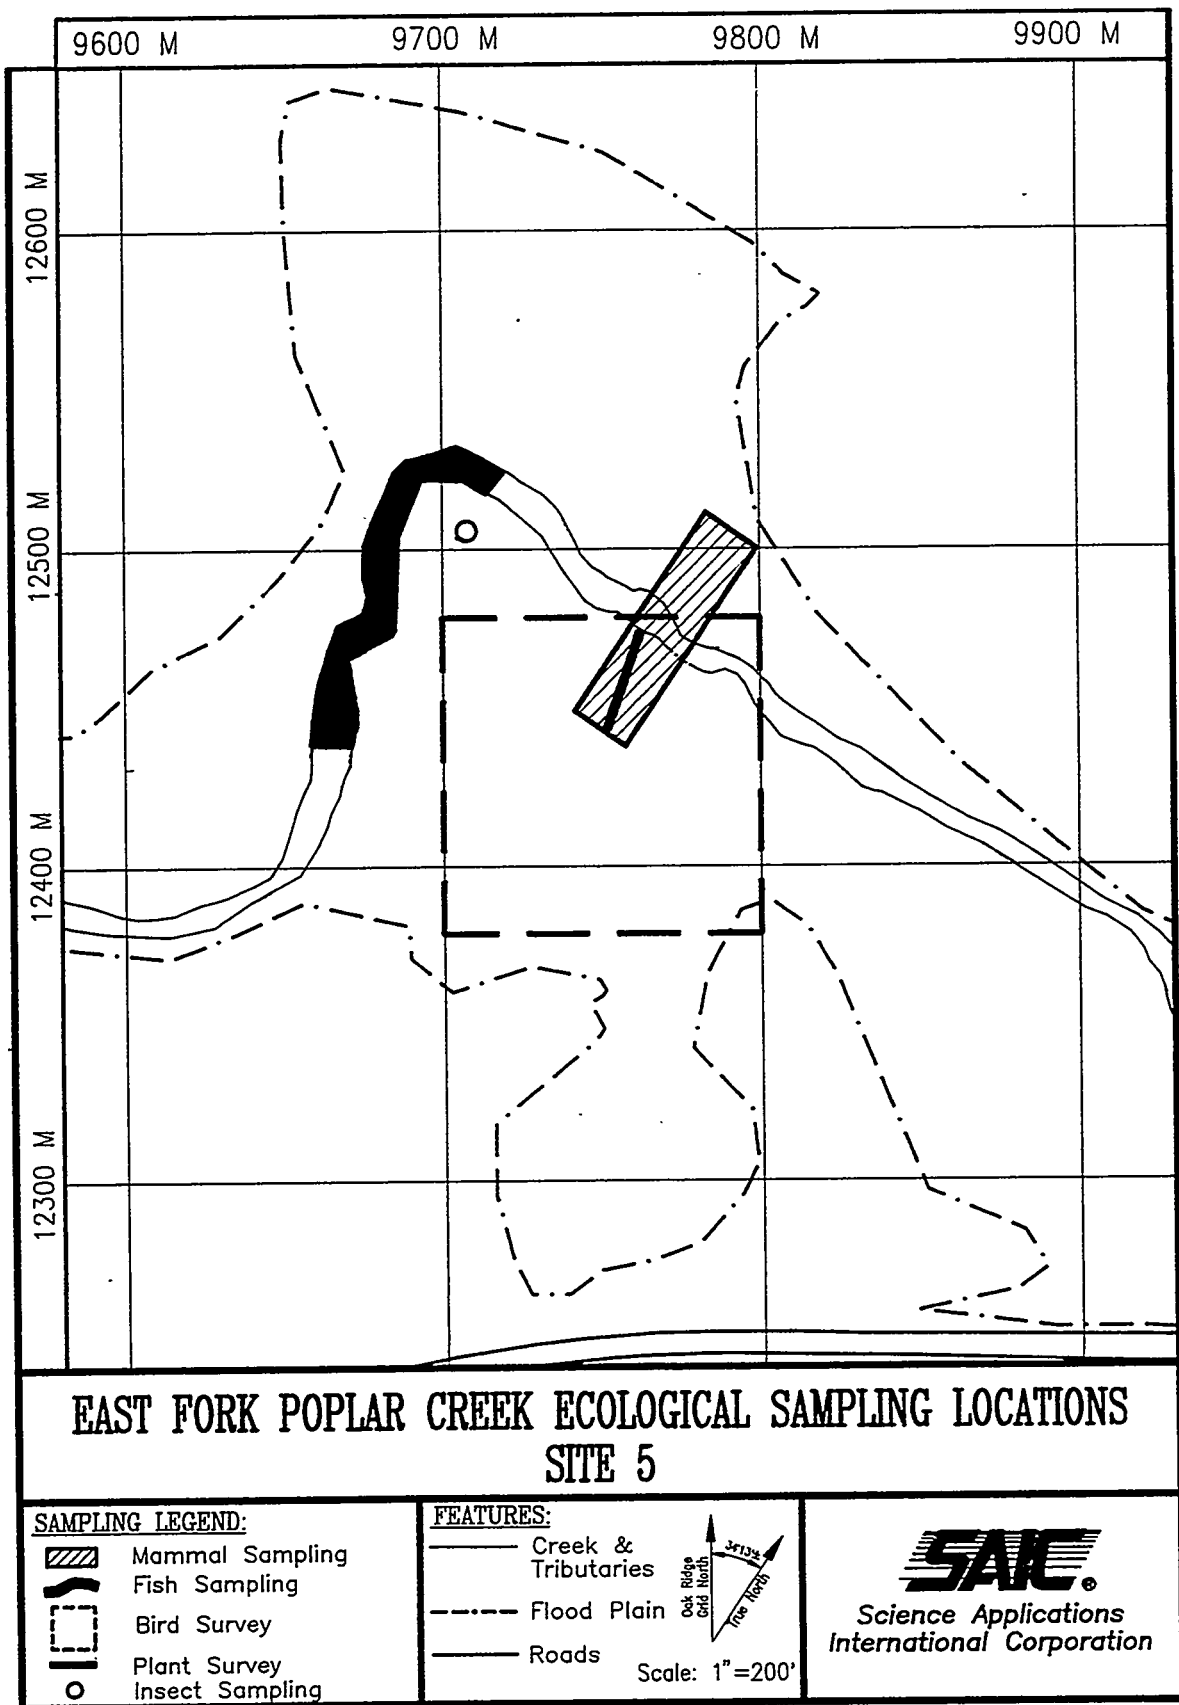 9600 M 9700 M 9800 M 9900 M
12600 M
12500 M
12400 M
12300 M
EAST FORK POPLAR CREEK ECOLOGICAL SAMPLING LOCATIONS
SITE 5
SAMPLING LEGEND:
Mammal Sampling
Fish Sampling
Bird Survey
Plant Survey
Insect Sampling
FEATURES:
Creek &
Tributaries
Flood Plain
Roads
Oak Ridge
Grid North
True North
Scale: 1"=200'
SAIC®
Science Applications
International Corporation